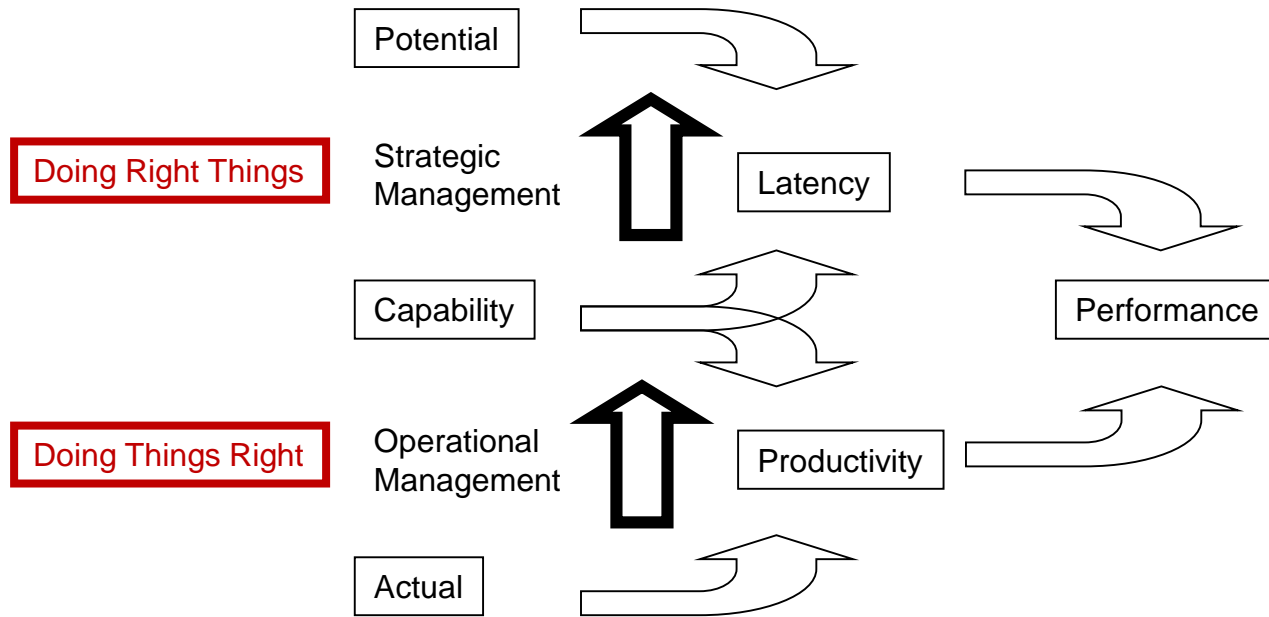 Potential
Doing Right Things
Strategic
Management
Latency
Capability
Performance
Doing Things Right
Operational
Management
Productivity
Actual